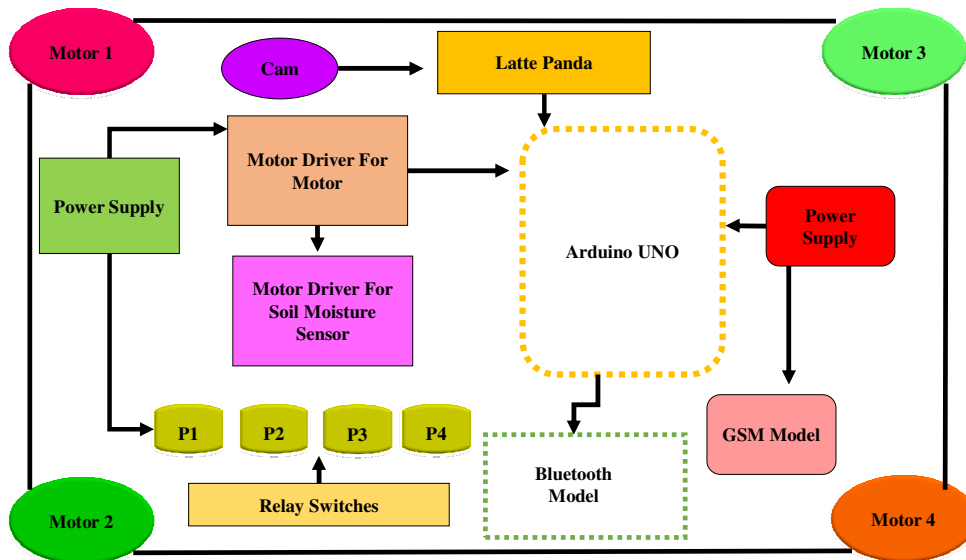 Motor 1
Motor 3
Cam
Latte Panda
Motor Driver For
Motor
Power Supply
Power
Supply
Arduino UNO
Motor Driver For
Soil Moisture
Sensor
P1
P2
P3
P4
GSM Model
Bluetooth
Model
Relay Switches
Motor 2
Motor 4